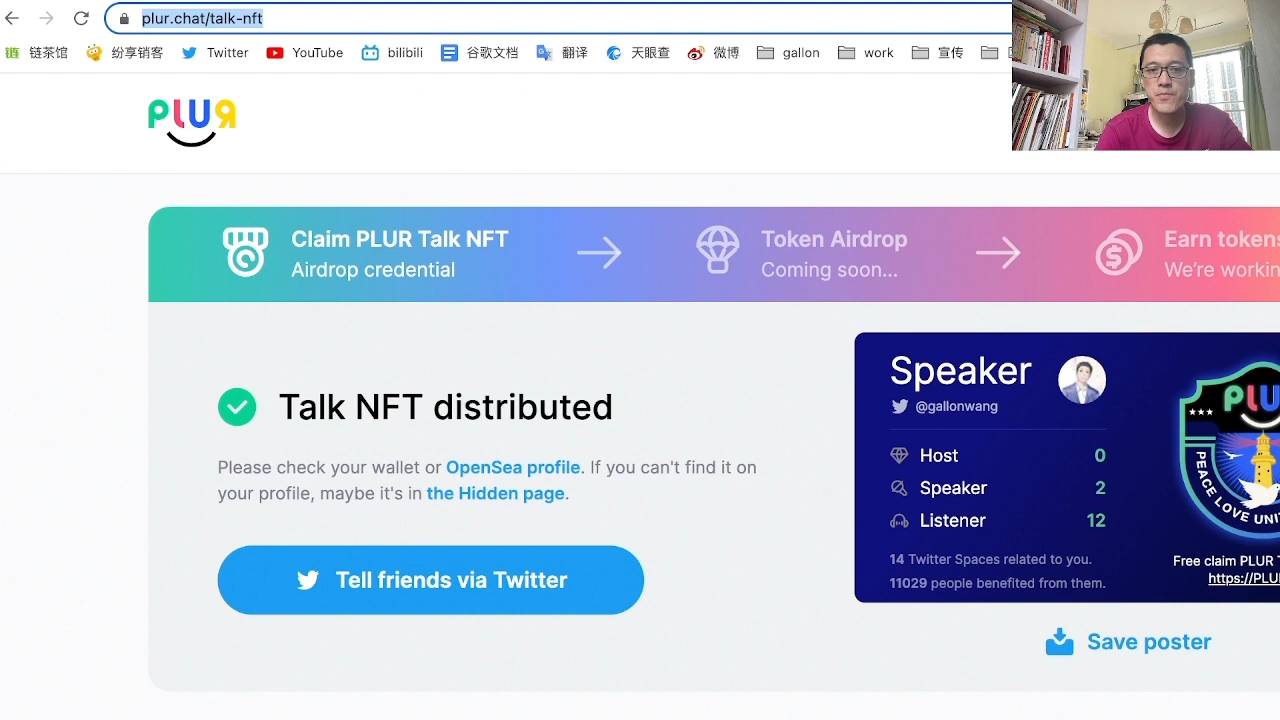 plur.chat/talk-nft
链 链茶馆 纷享销客 Twitter YouTube bilibili 谷歌文档 翻译 天眼查 微博 gallon work 宣传
PLUR
Claim PLUR Talk NFT
Airdrop credential
Token Airdrop
Coming soon...
Earn tokens
We're workin
Talk NFT distributed
Please check your wallet or OpenSea profile. If you can't find it on
your profile, maybe it's in the Hidden page.
Tell friends via Twitter
Speaker
@gallonwang
Host 0
Speaker 2
Listener 12
14 Twitter Spaces related to you.
11029 people benefited from them.
PLU
PEACE LOVE UNI
Free claim PLUR T
https://PLU
Save poster